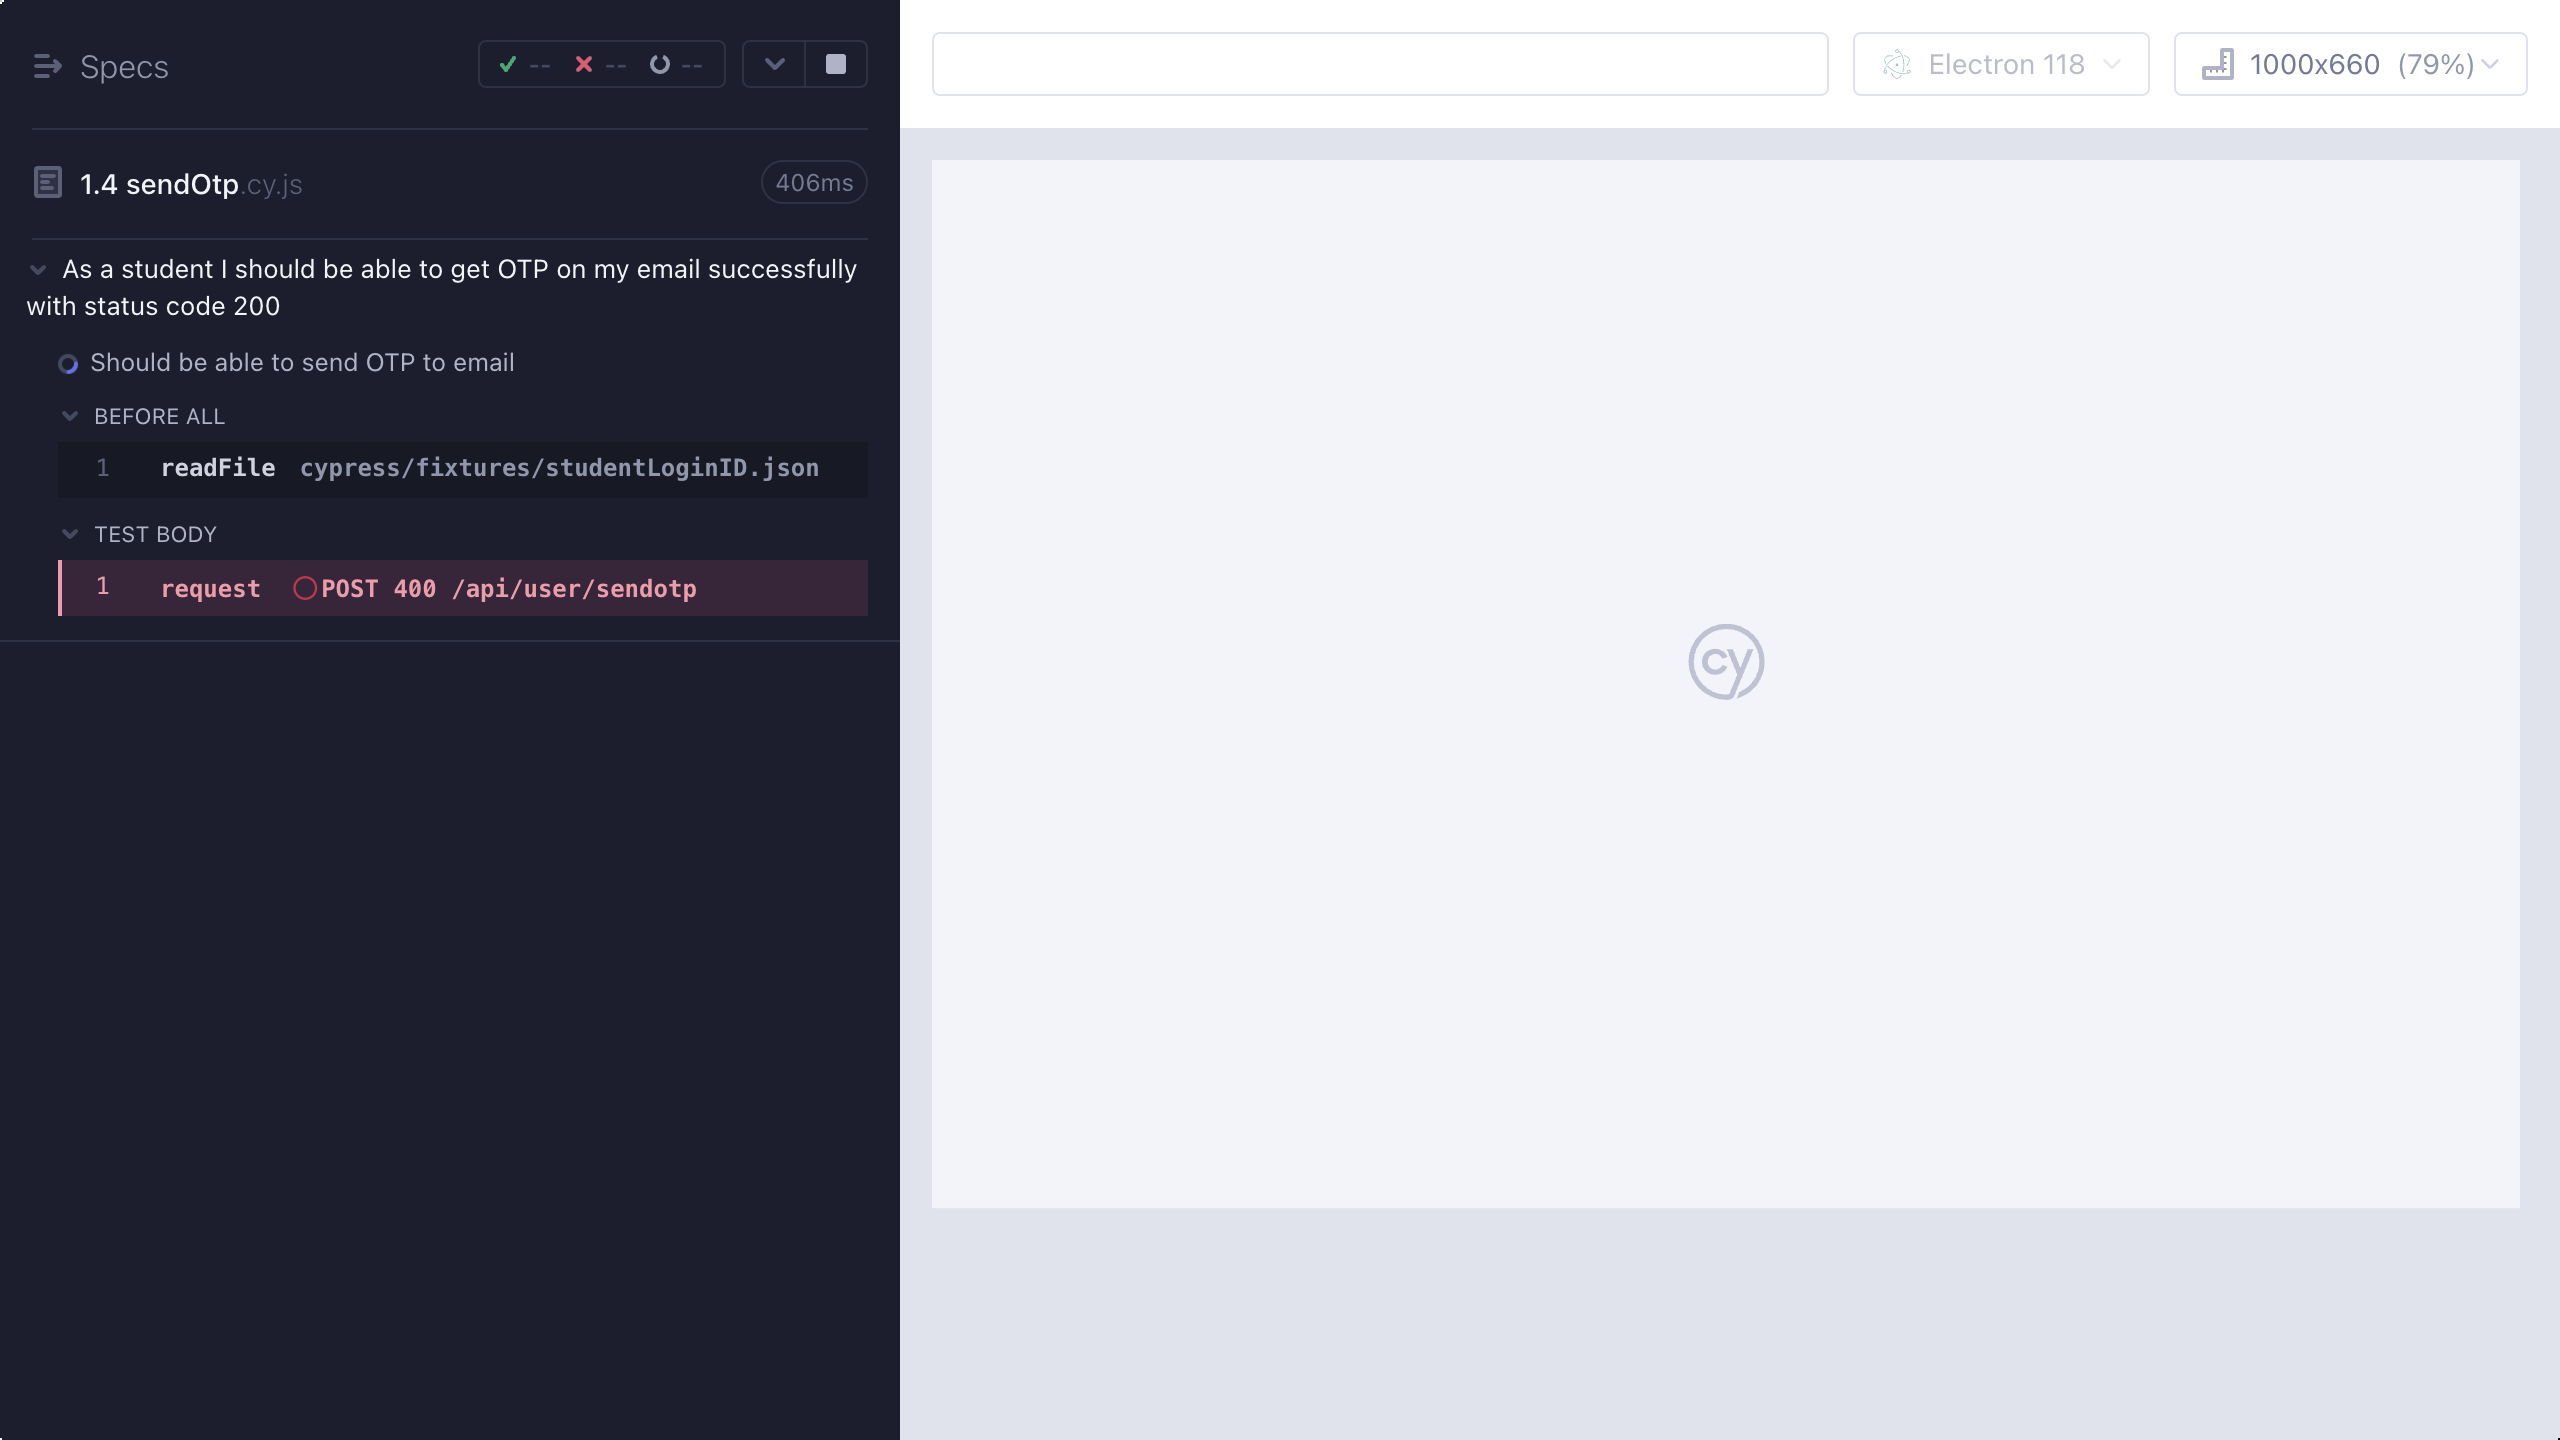 Specs
-- -- --
1.4 sendOtp.cy.js
406ms
As a student I should be able to get OTP on my email successfully
with status code 200
Should be able to send OTP to email
BEFORE ALL
1 readFile cypress/fixtures/studentLoginID.json
TEST BODY
1 request POST 400 /api/user/sendotp
Electron 118
1000x660 (79%)
cy